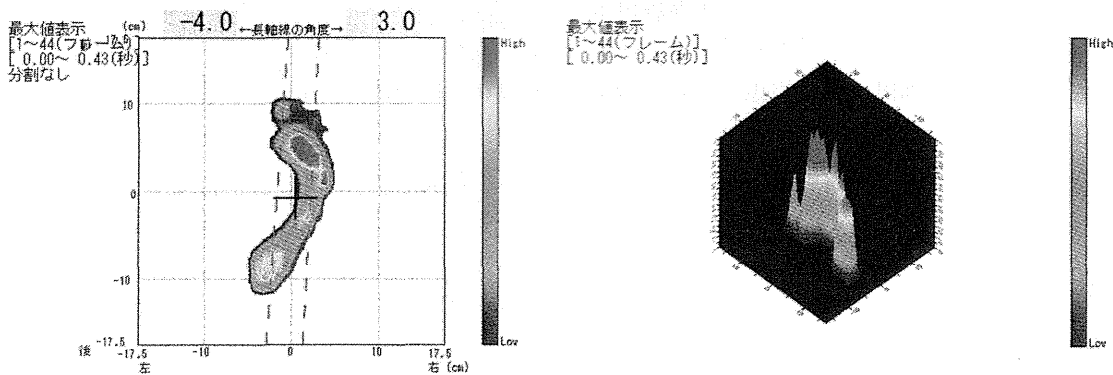 (cm) -4.0 ←長軸線の角度→ 3.0
最大値表示
17.5
[1～44(フレーム)]
[ 0.00～ 0.43(秒)]
分割なし
10
0
-10
-17.5
後
-17.5 -10 0 10 17.5
左 右 (cm)
High
Low
最大値表示
[1～44(フレーム)]
[ 0.00～ 0.43(秒)]
High
Low